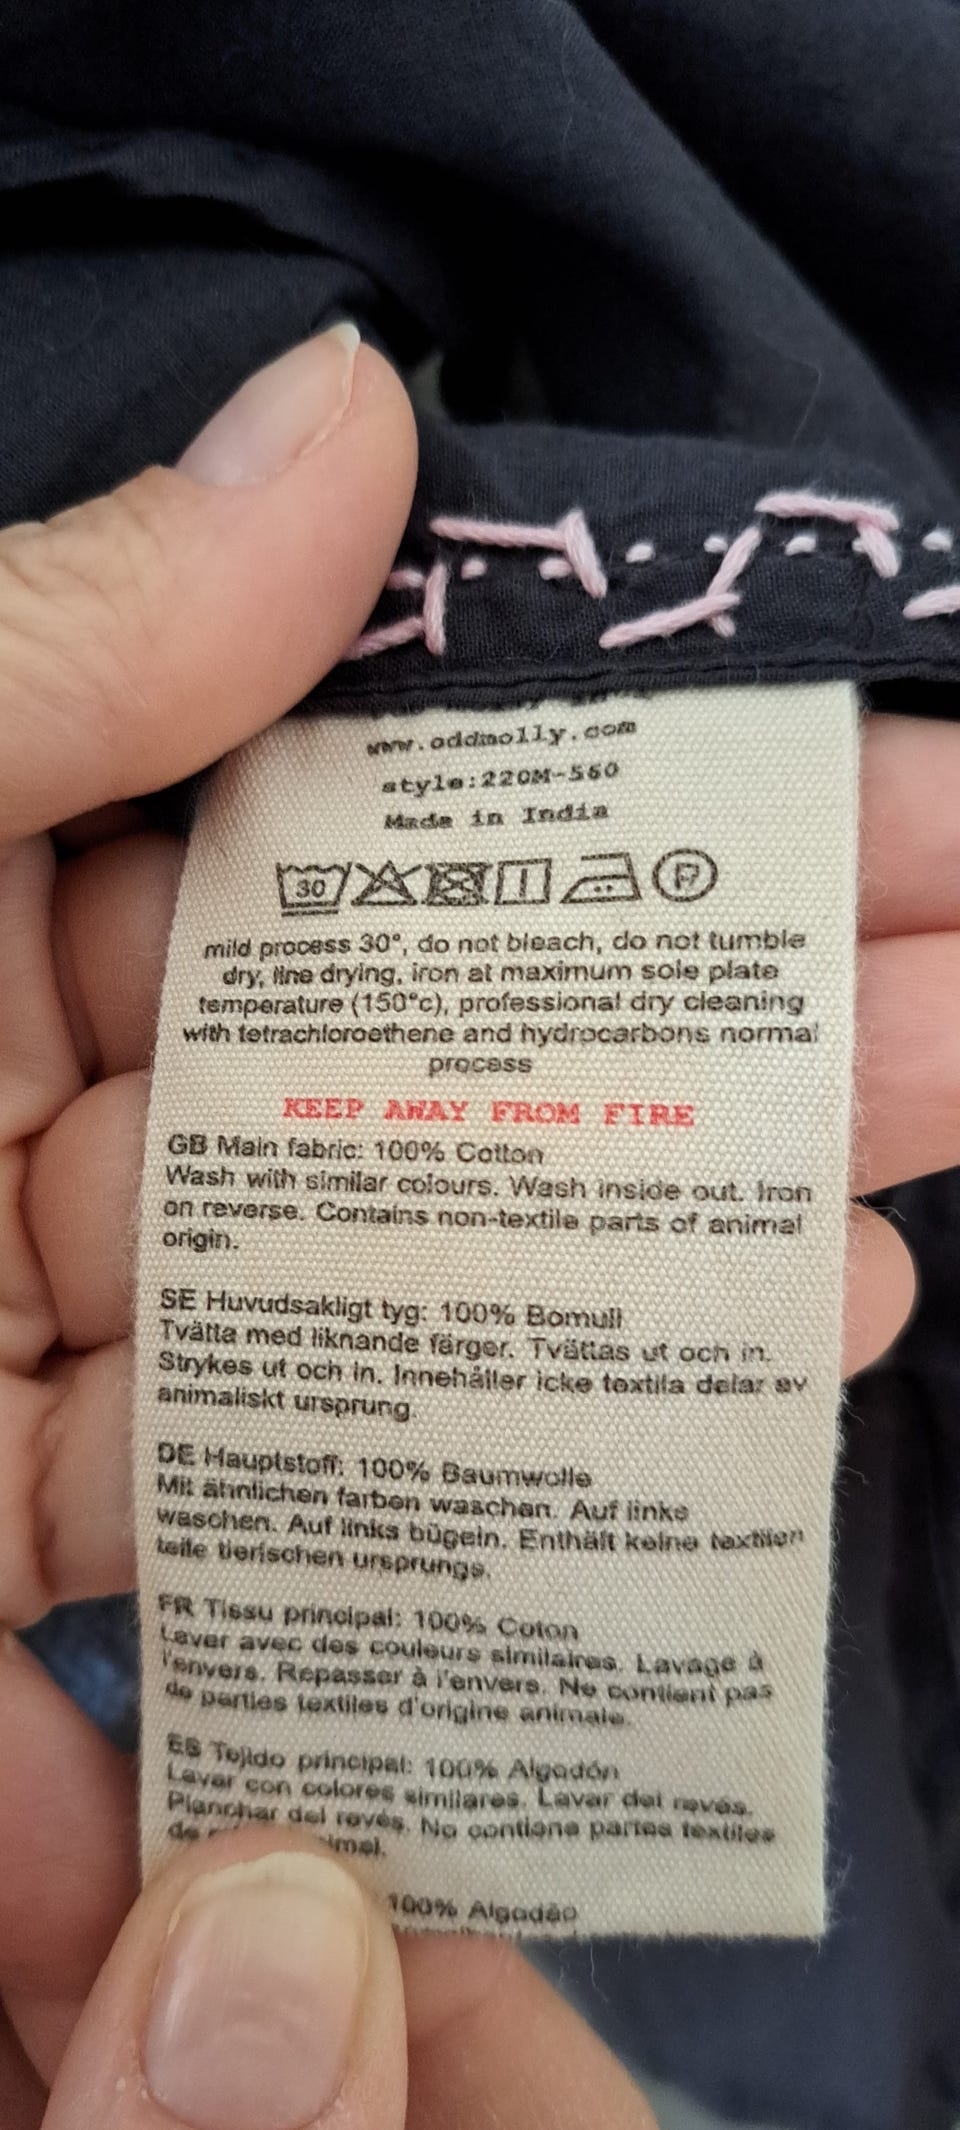 www.oddmolly.com
style:220M-560
Made in India
30 P
mild process 30°, do not bleach, do not tumble
dry, line drying, iron at maximum sole plate
temperature (150°c), professional dry cleaning
with tetrachloroethene and hydrocarbons normal
process
KEEP AWAY FROM FIRE
GB Main fabric: 100% Cotton
Wash with similar colours. Wash inside out. Iron
on reverse. Contains non-textile parts of animal
origin.
SE Huvudsakligt tyg: 100% Bomull
Tvätta med liknande färger. Tvättas ut och in.
Strykes ut och in. Innehåller icke textila delar av
animaliskt ursprung.
DE Hauptstoff: 100% Baumwolle
Mit ähnlichen farben waschen. Auf links
waschen. Auf links bügeln. Enthält keine textilen
teile tierischen ursprungs.
FR Tissu principal: 100% Coton
Laver avec des couleurs similaires. Lavage à
l'envers. Repasser à l'envers. Ne contient pas
de parties textiles d'origine animale.
ES Tejido principal: 100% Algodón
Lavar con colores similares. Lavar del revés.
Planchar del revés. No contiene partes textiles
de
100% Algodão